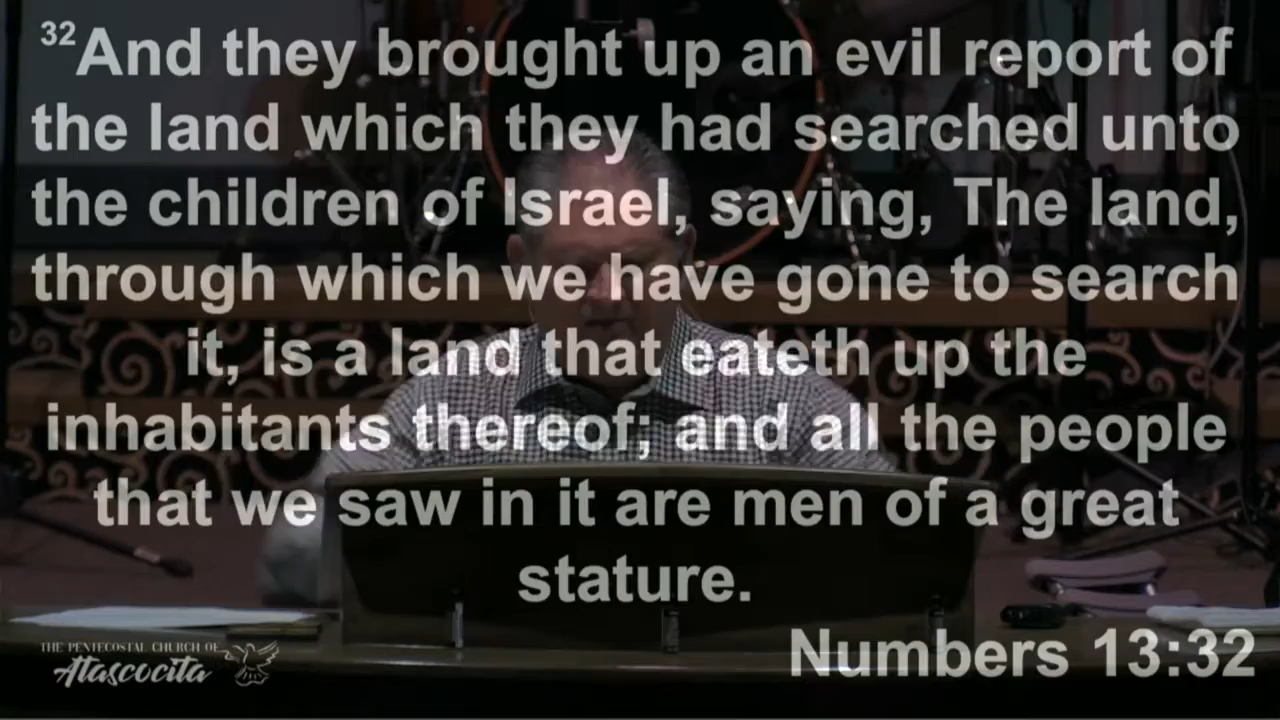 32And they brought up an evil report of
the land which they had searched unto
the children of Israel, saying, The land,
through which we have gone to search
it, is a land that eateth up the
inhabitants thereof; and all the people
that we saw in it are men of a great
stature.
Numbers 13:32
THE PENTECOSTAL CHURCH OF
Atascocita